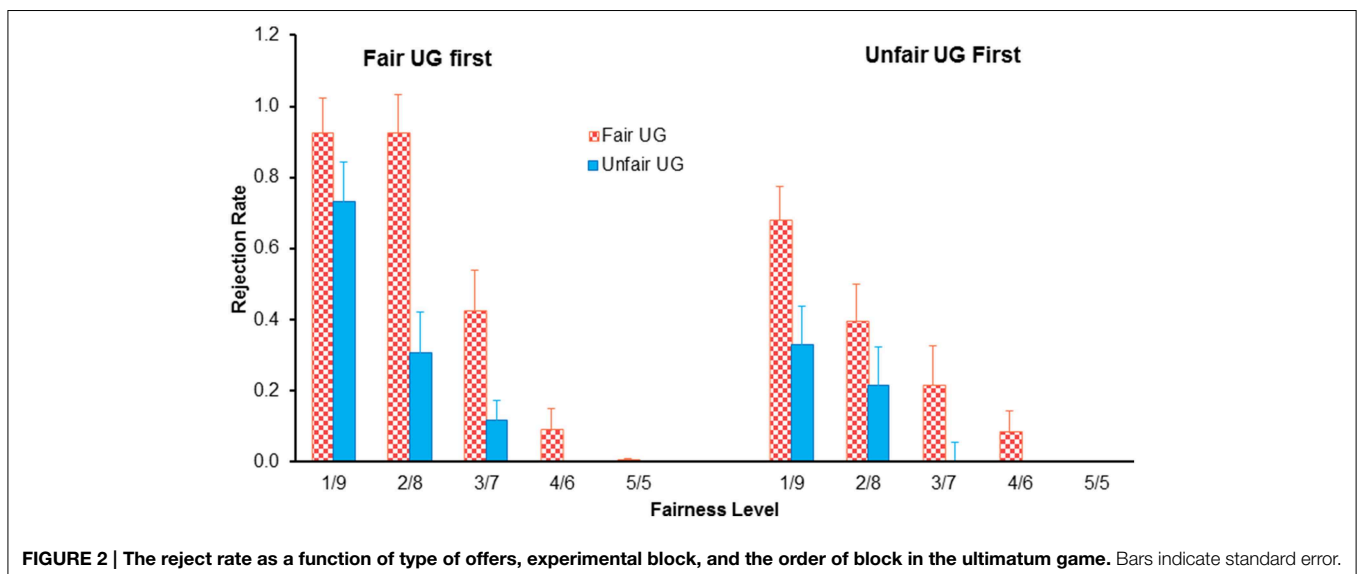 1.2
Fair UG first
Unfair UG First
1.0
Fair UG
Unfair UG
0.8
0.6
0.4
0.2
0.0
Rejection Rate
1/9 2/8 3/7 4/6 5/5 1/9 2/8 3/7 4/6 5/5
Fairness Level
FIGURE 2 | The reject rate as a function of type of offers, experimental block, and the order of block in the ultimatum game. Bars indicate standard error.